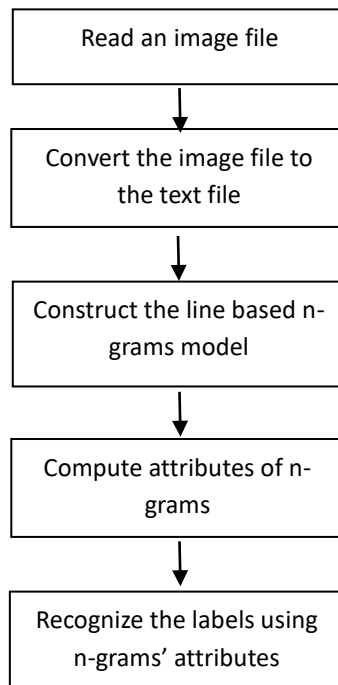 Read an image file
Convert the image file to
the text file
Construct the line based n-
grams model
Compute attributes of n-
grams
Recognize the labels using
n-grams’ attributes